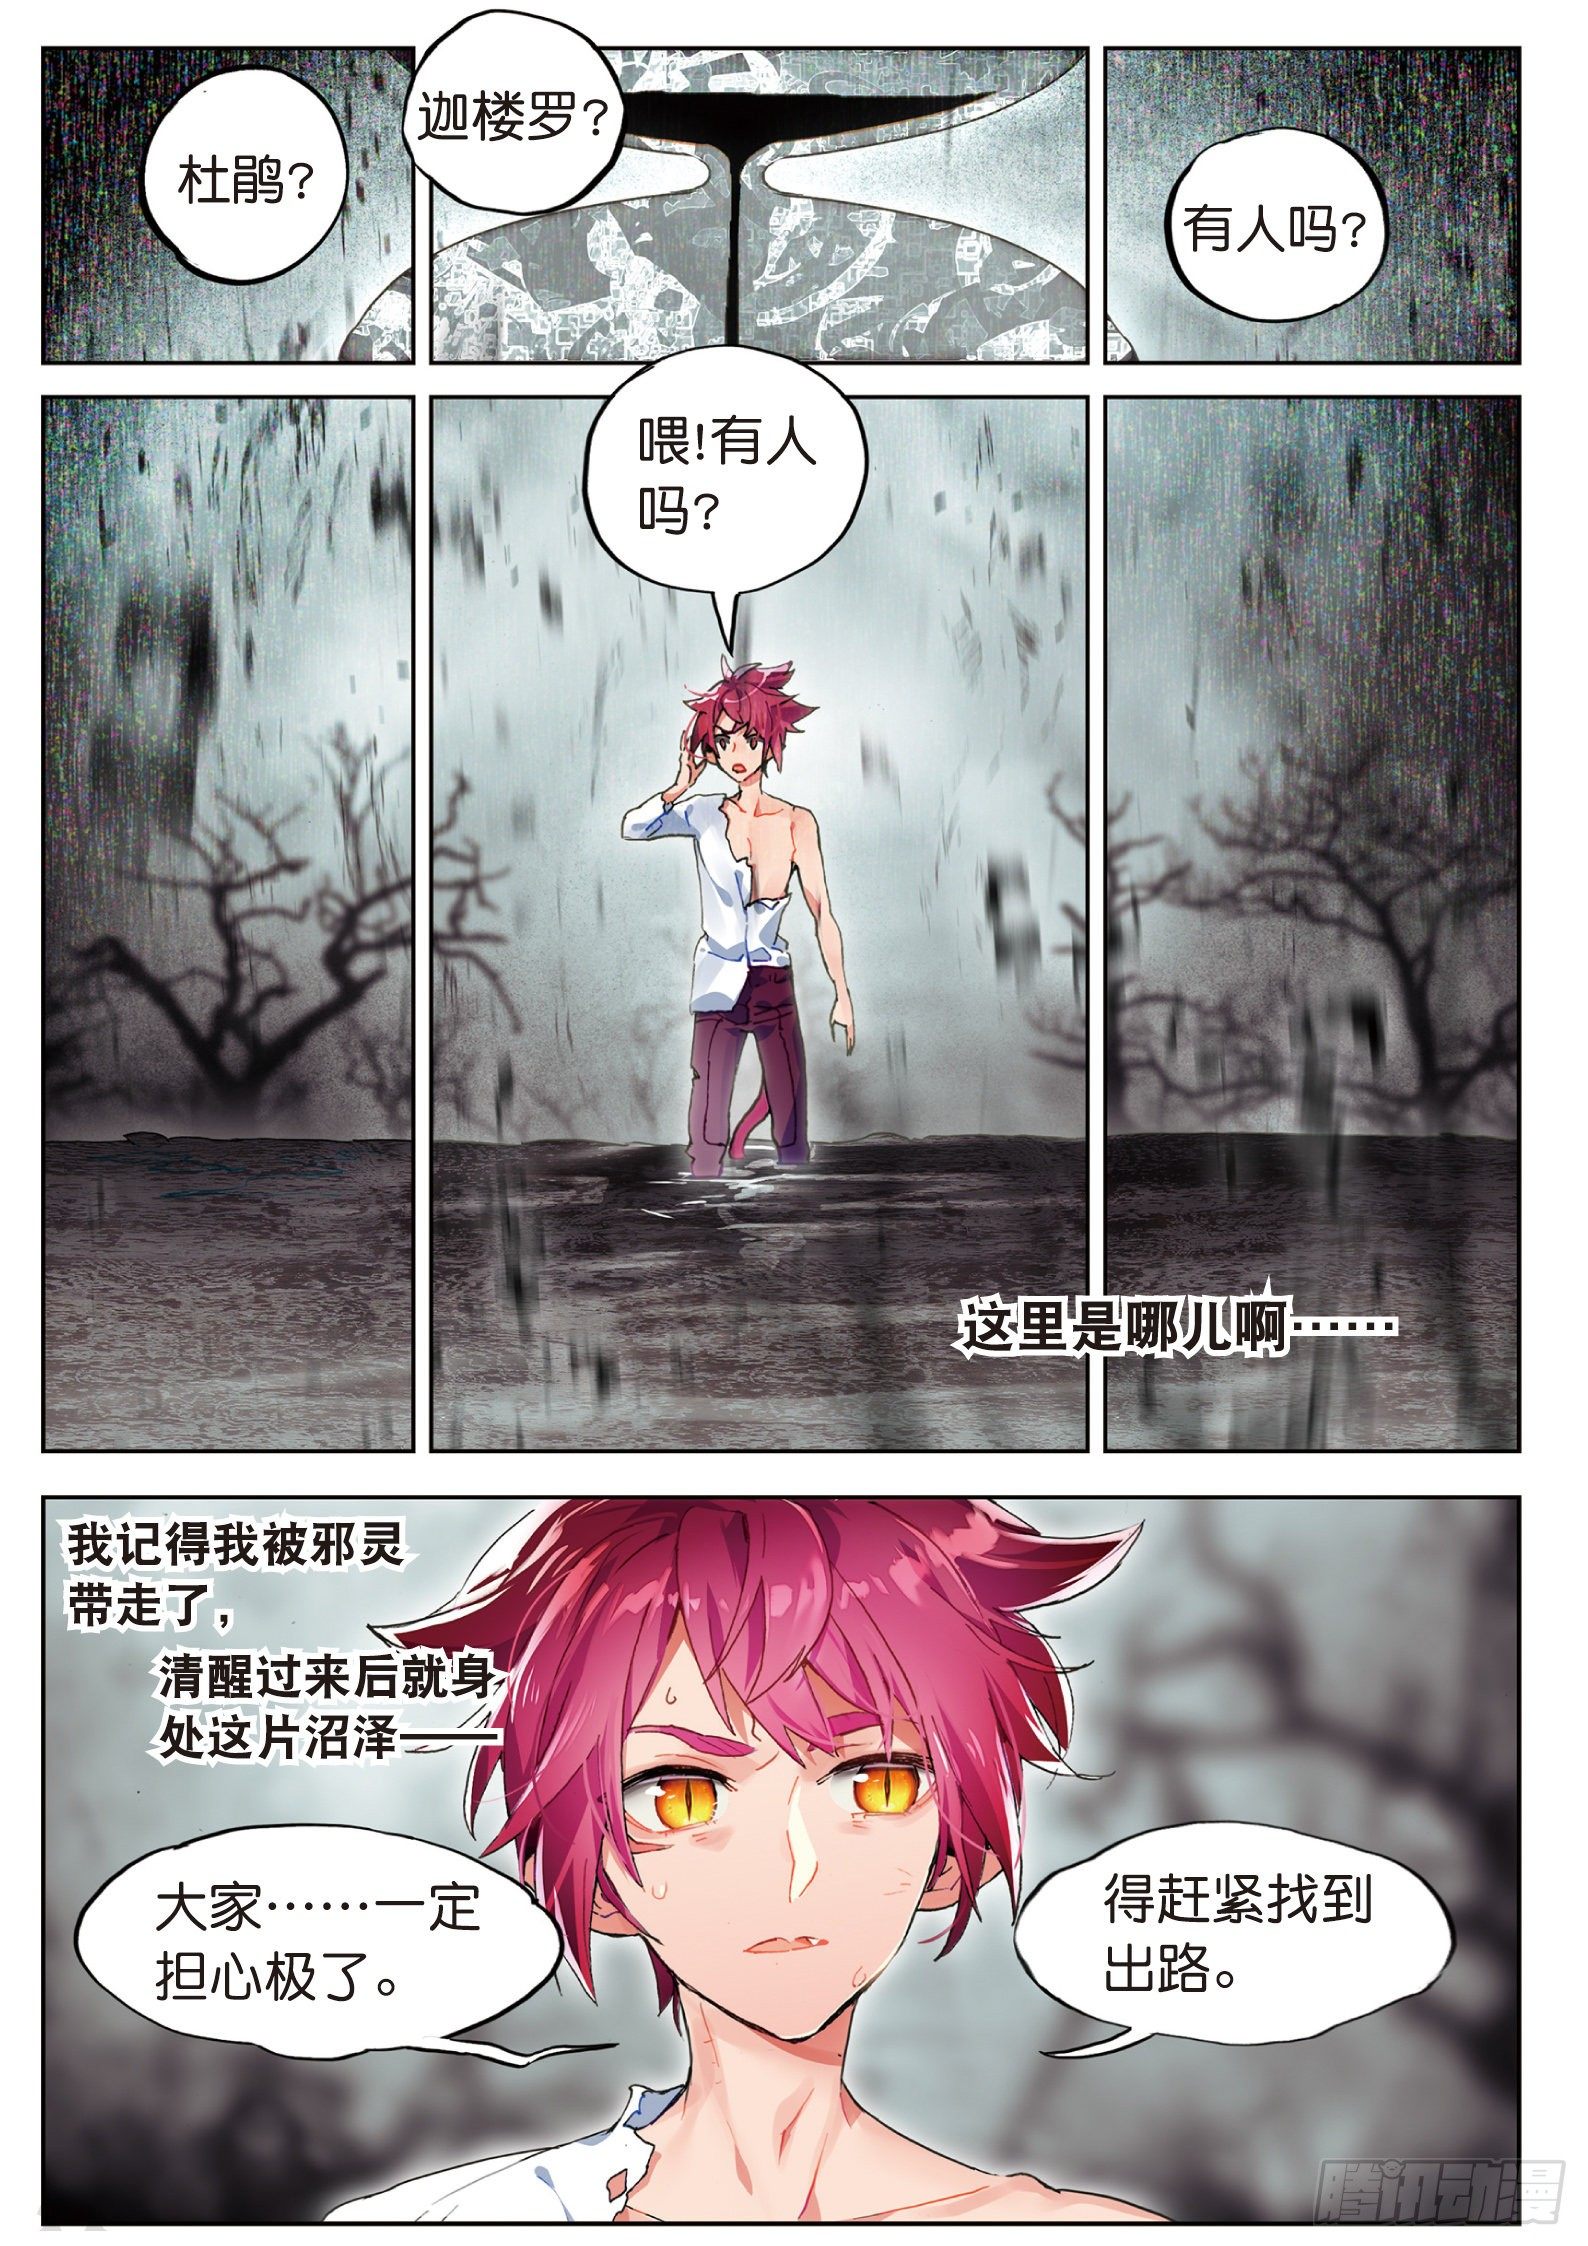 杜鹃?
迦楼罗?
有人吗?
喂!有人
吗?
这里是哪儿啊……
我记得我被邪灵
带走了，
清醒过来后就身
处这片沼泽——
大家……一定
担心极了。
得赶紧找到
出路。
腾讯动漫